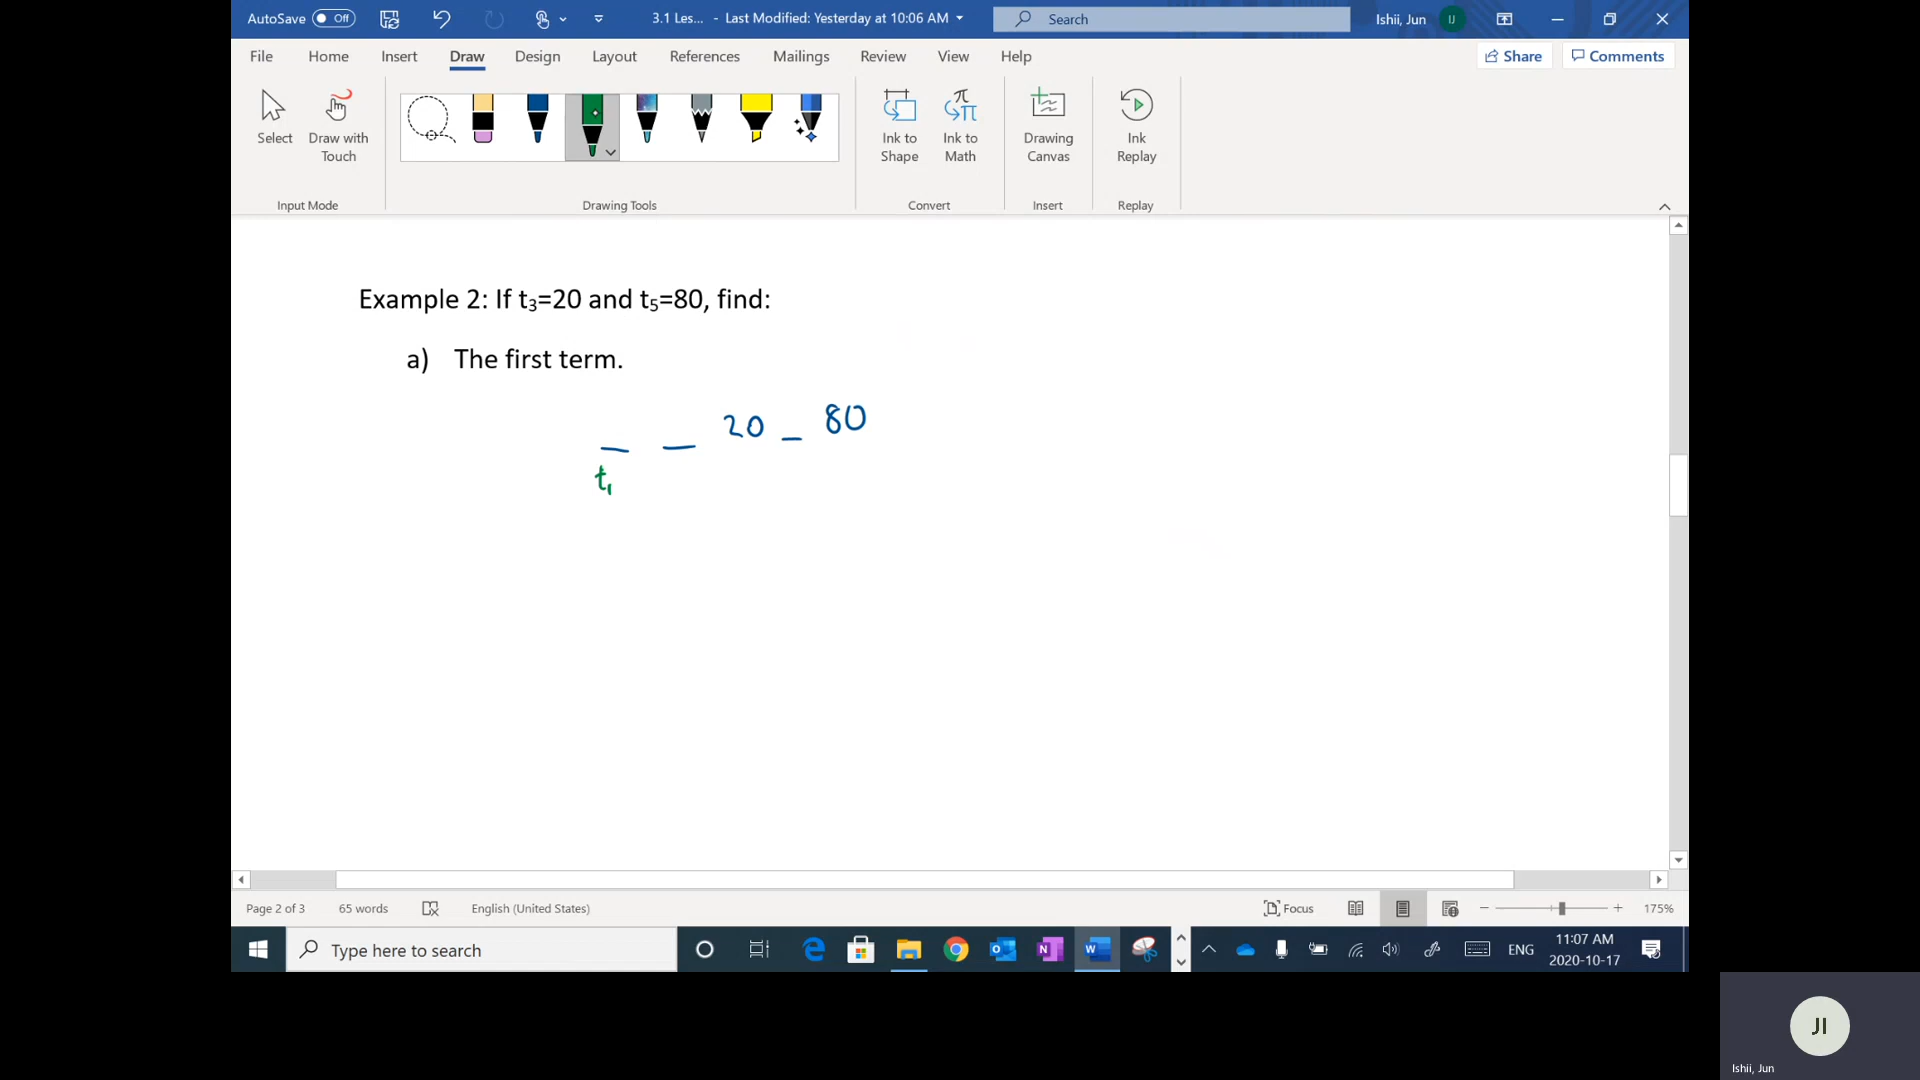 AutoSave Off 3.1 Les... - Last Modified: Yesterday at 10:06 AM Search Ishii, Jun IJ
File Home Insert Draw Design Layout References Mailings Review View Help Share Comments
Select Draw with Touch Ink to Shape Ink to Math Drawing Canvas Ink Replay
Input Mode Drawing Tools Convert Insert Replay
Example 2: If t₃=20 and t₅=80, find:
a) The first term.
_ _ 20 _ 80
t₁
Page 2 of 3 65 words English (United States) Focus 175%
Type here to search ENG 11:07 AM
2020-10-17
JI
Ishii, Jun